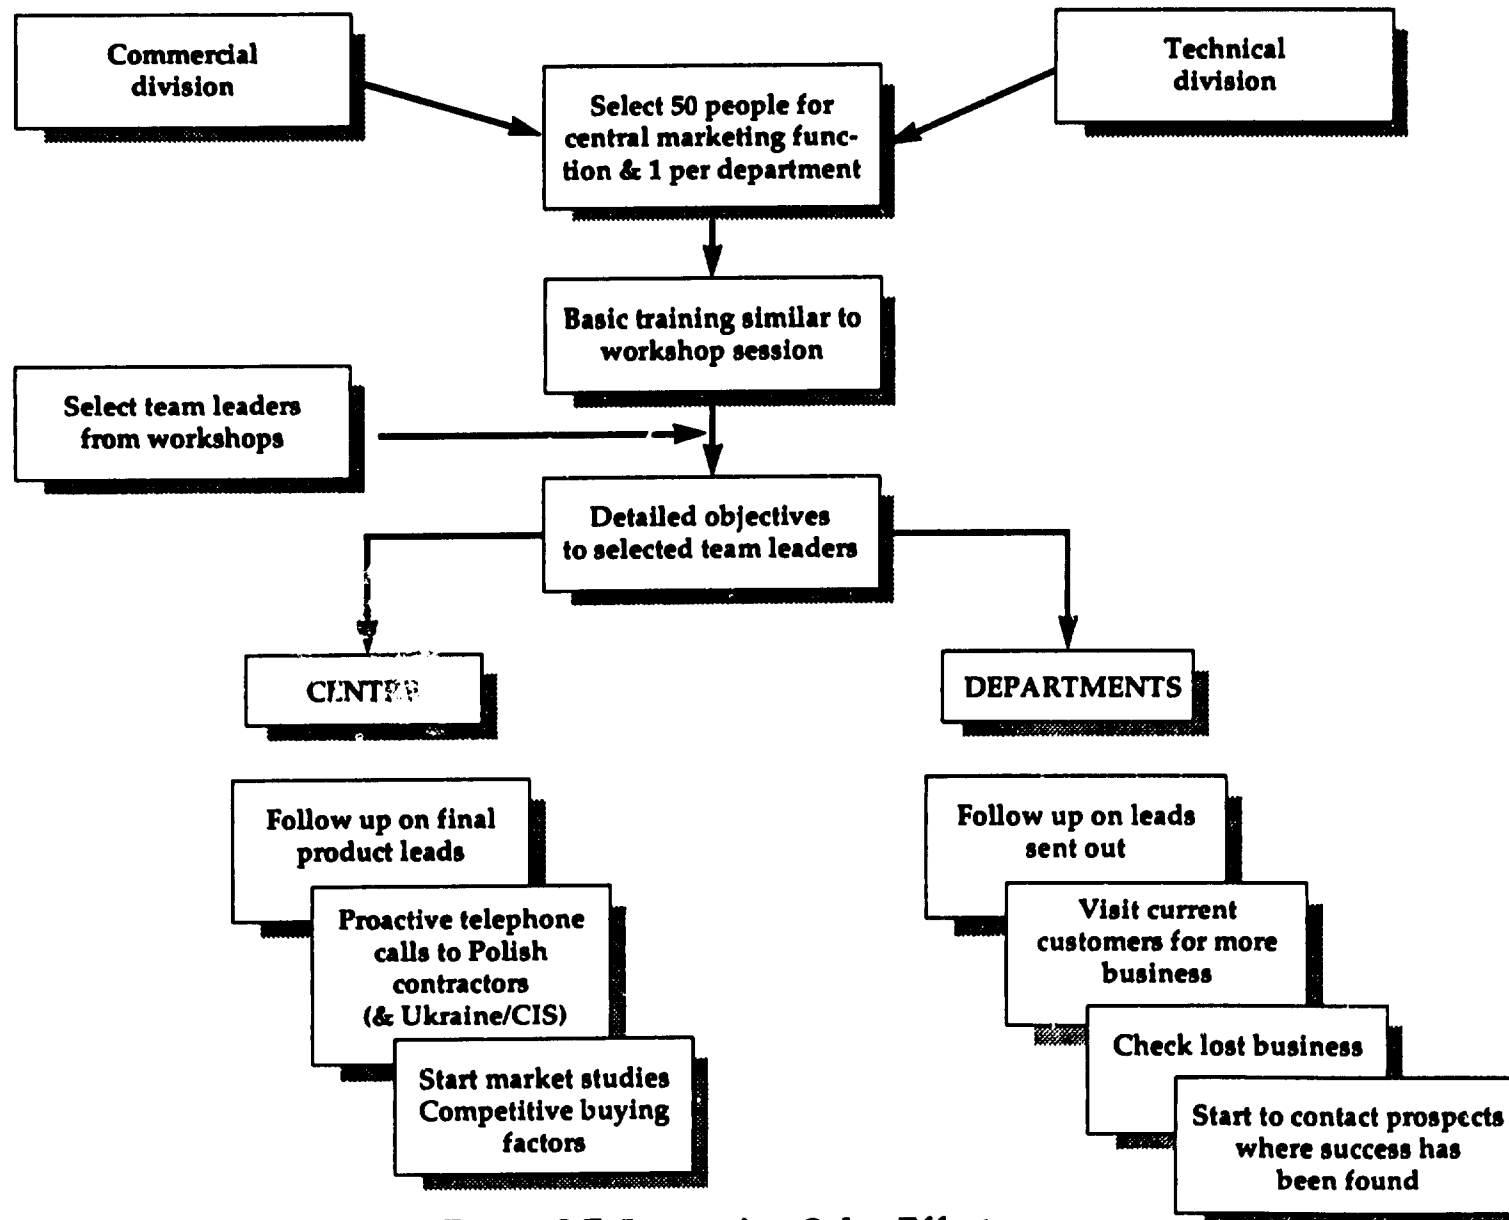 Commercial
division
Technical
division
Select 50 people for
central marketing func-
tion & 1 per department
Basic training similar to
workshop session
Select team leaders
from workshops
Detailed objectives
to selected team leaders
DEPARTMENTS
Follow up on final
product leads
Proactive telephone
calls to Polish
contractors
(& Ukraine/CIS)
Start market studies
Competitive buying
factors
Follow up on leads
sent out
Visit current
customers for more
business
Check lost business
Start to contact prospects
where success has
been found